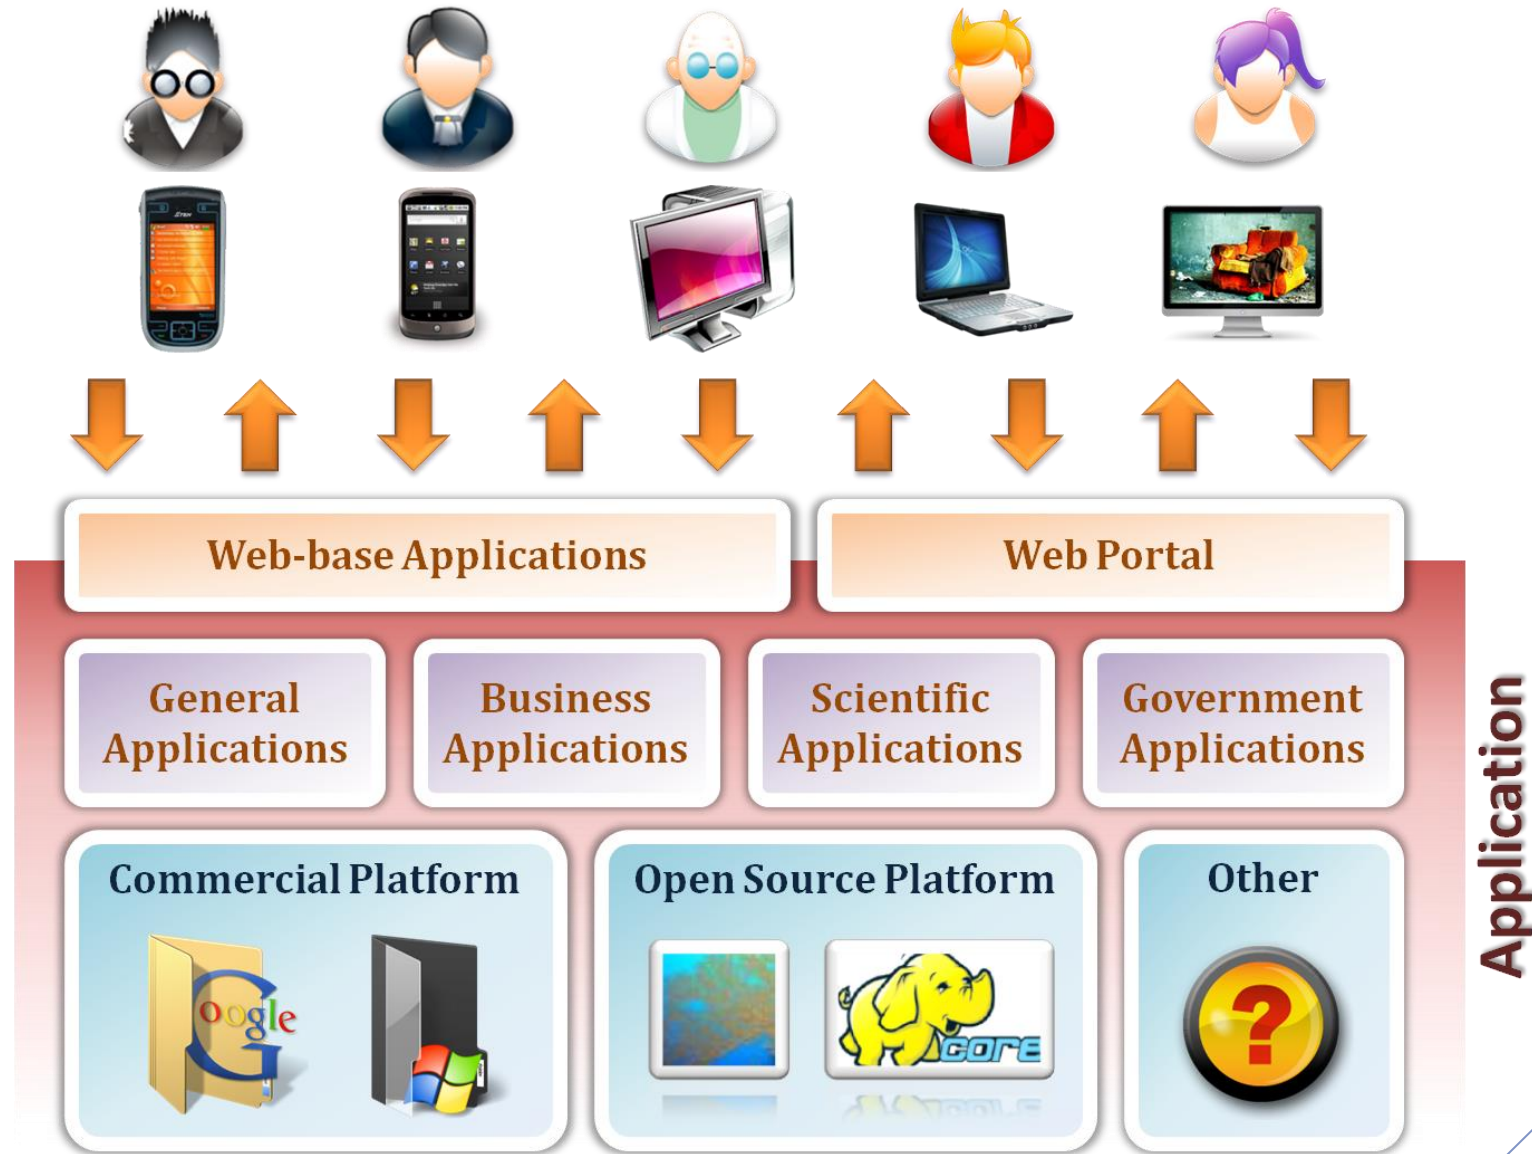 Web-base Applications
Web Portal
General
Applications
Business
Applications
Scientific
Applications
Government
Applications
Application
Commercial Platform
Open Source Platform
Other
Google
core
?